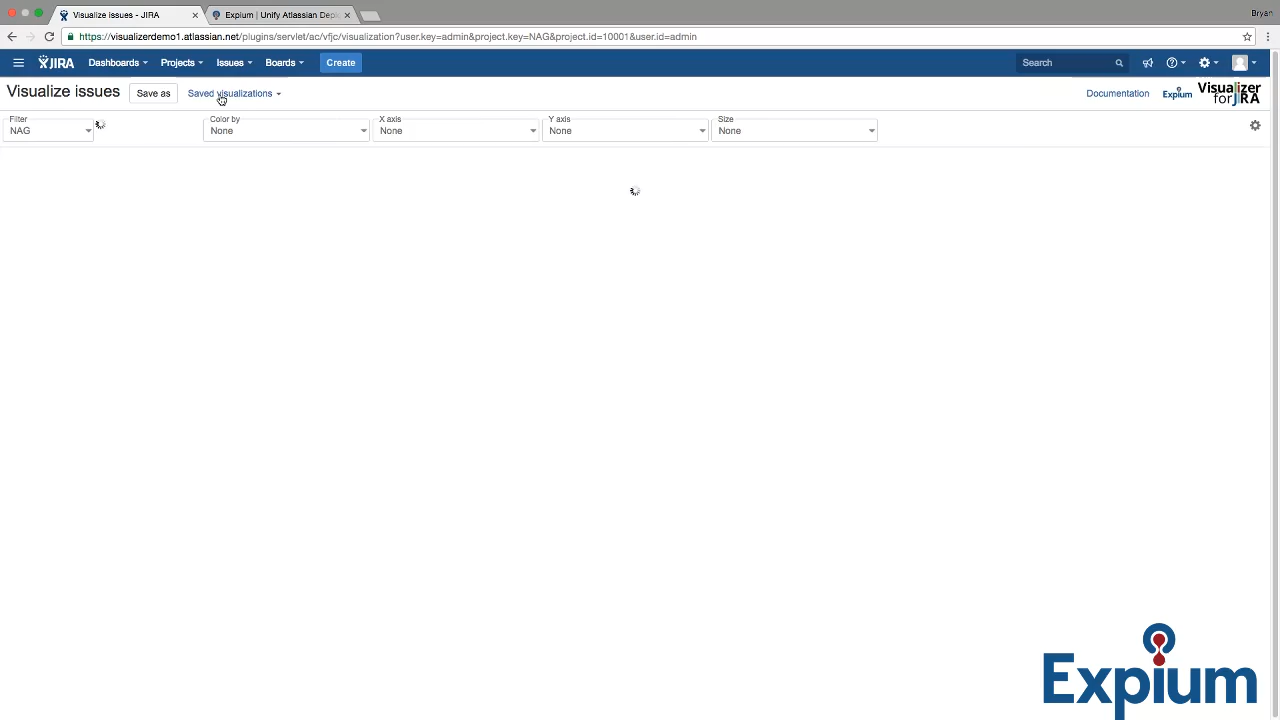 Visualize issues - JIRA
Expium | Unify Atlassian Depl
Bryan
https://visualizerdemo1.atlassian.net/plugins/servlet/ac/vfjc/visualization?user.key=admin&project.key=NAG&project.id=10001&user.id=admin
JIRA Dashboards Projects Issues Boards Create Search
Visualize issues Save as Saved visualizations Documentation Expium Visualizer for JIRA
Filter
NAG
Color by
None
X axis
None
Y axis
None
Size
None
Expium